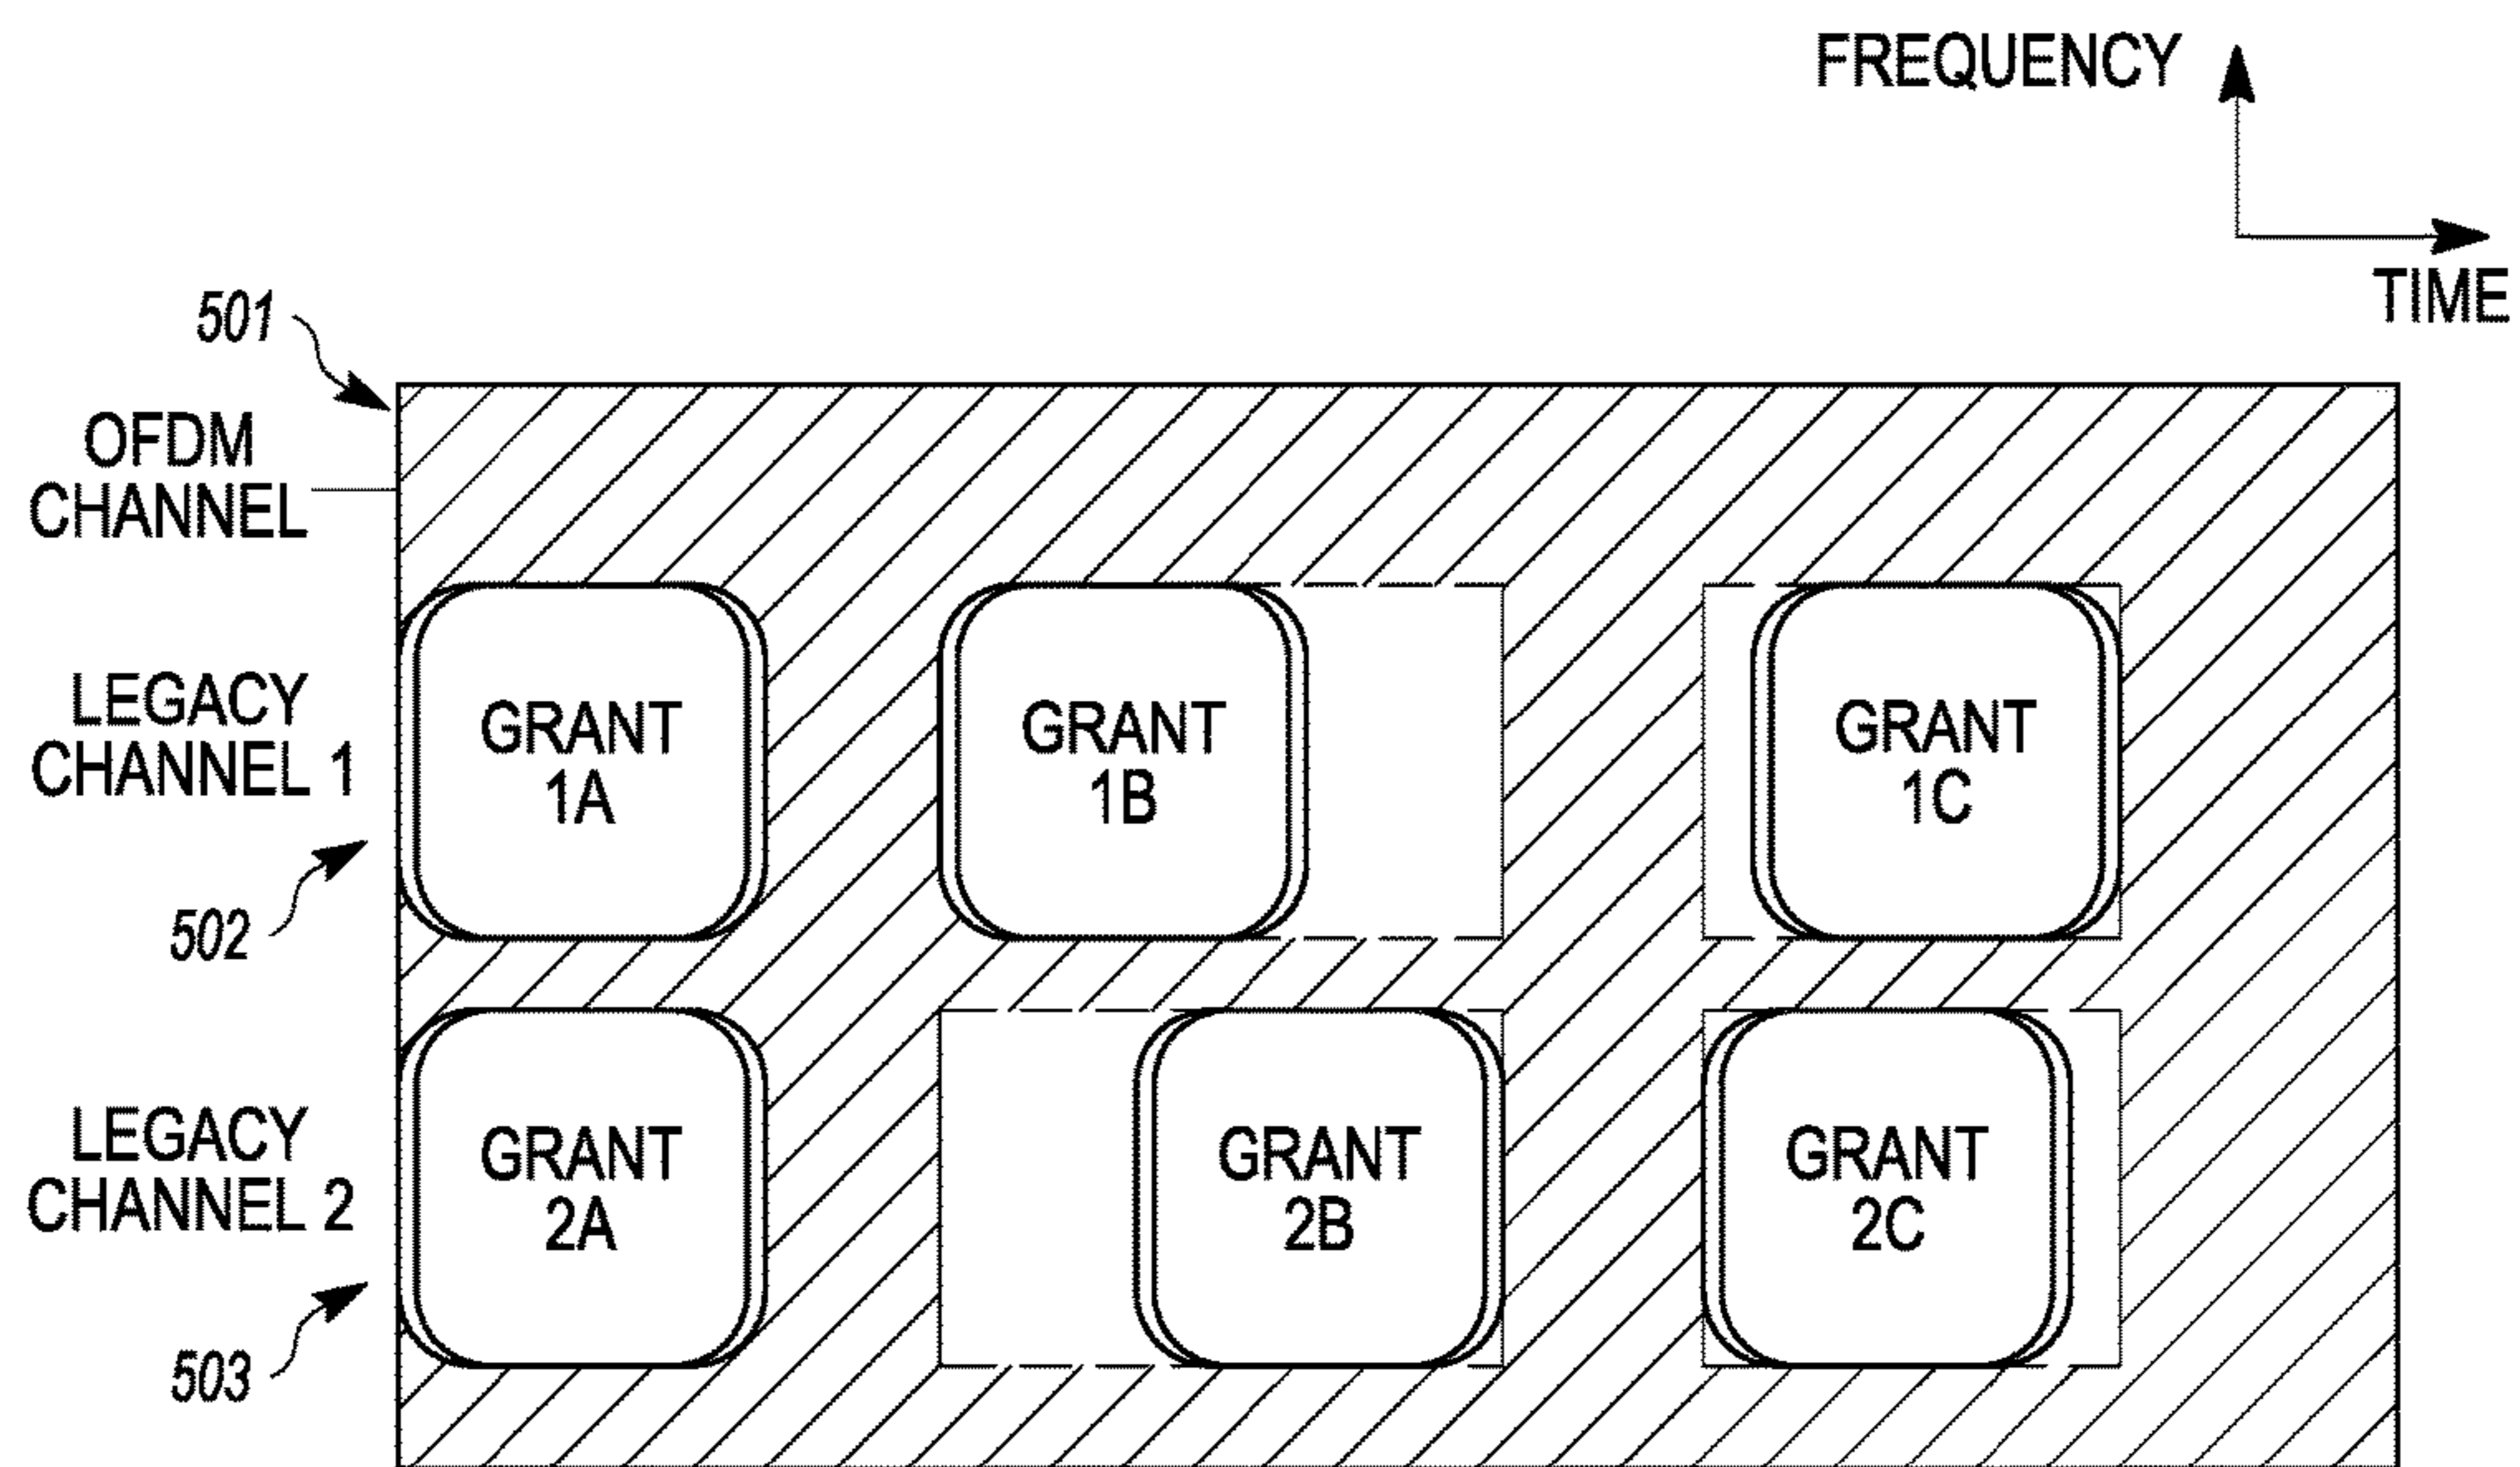 FREQUENCY
TIME
501
OFDM
CHANNEL
LEGACY
CHANNEL 1
502
GRANT
1A
GRANT
1B
GRANT
1C
LEGACY
CHANNEL 2
503
GRANT
2A
GRANT
2B
GRANT
2C